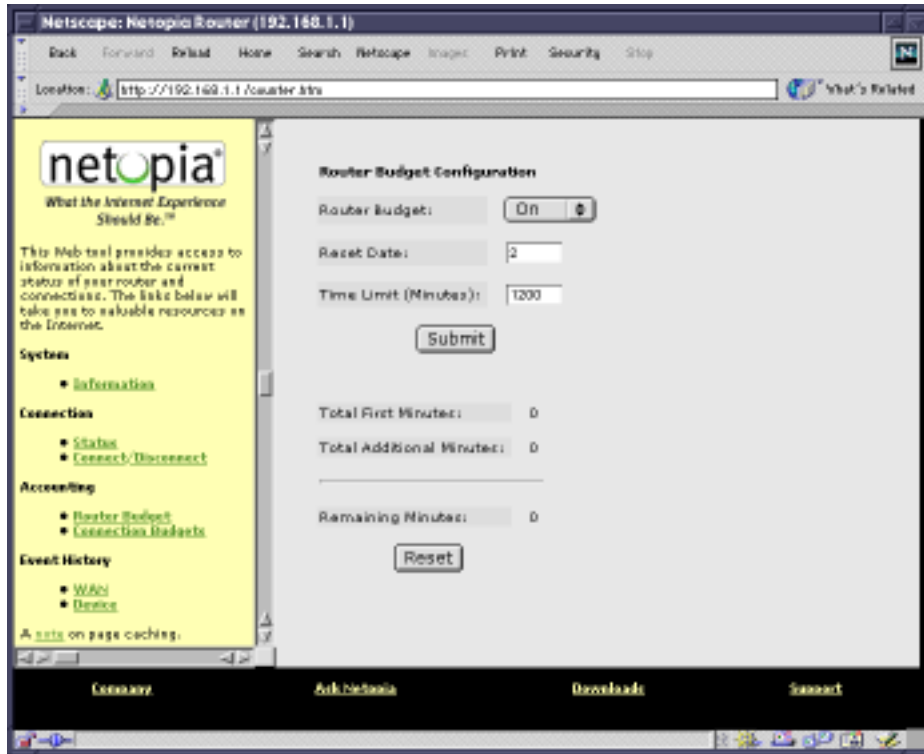 Netscape: Netopia Router (192.168.1.1)
Back Forward Reload Home Search Netscape Images Print Security Stop
N
Location: http://192.168.1.1/counter.htm What's Related
netopia
What the Internet Experience
Should Be.™
This Web tool provides access to
information about the current
status of your router and
connections. The links below will
take you to valuable resources on
the Internet.
System
Information
Connection
Status
Connect/Disconnect
Accounting
Router Budget
Connection Budgets
Event History
WAN
Device
A note on page caching.
Router Budget Configuration
Router Budget: On
Reset Date: 2
Time Limit (Minutes): 1200
Submit
Total First Minutes: 0
Total Additional Minutes: 0
Remaining Minutes: 0
Reset
Company Ask Netopia Downloads Support